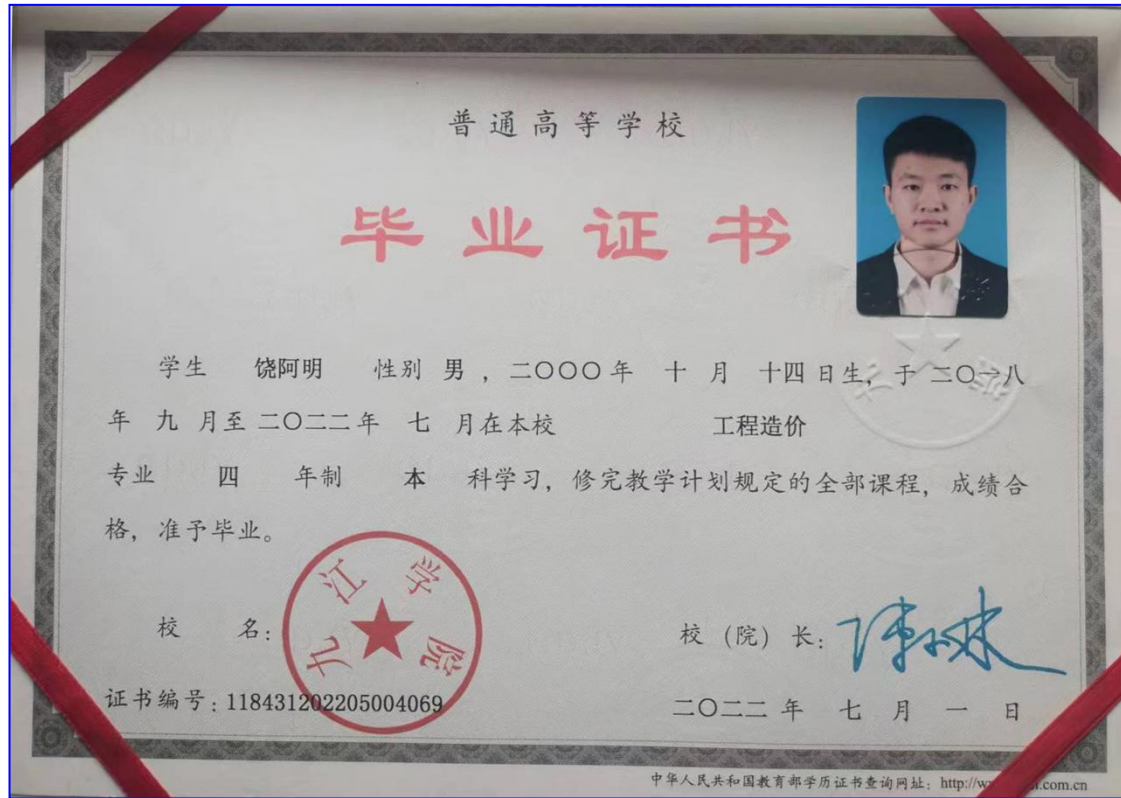 普通高等学校
毕业证书
学生 饶阿明 性别 男 ，二〇〇〇年 十 月 十四 日生，于 二〇一八
年 九 月至 二〇二二年 七 月在本校 工程造价
专业 四 年制 本 科学习，修完教学计划规定的全部课程，成绩合
格，准予毕业。
九江学院
校 名：
校（院）长：
证书编号：118431202205004069
二〇二二 年 七 月 一 日
中华人民共和国教育部学历证书查询网址：http://w
.com.cn